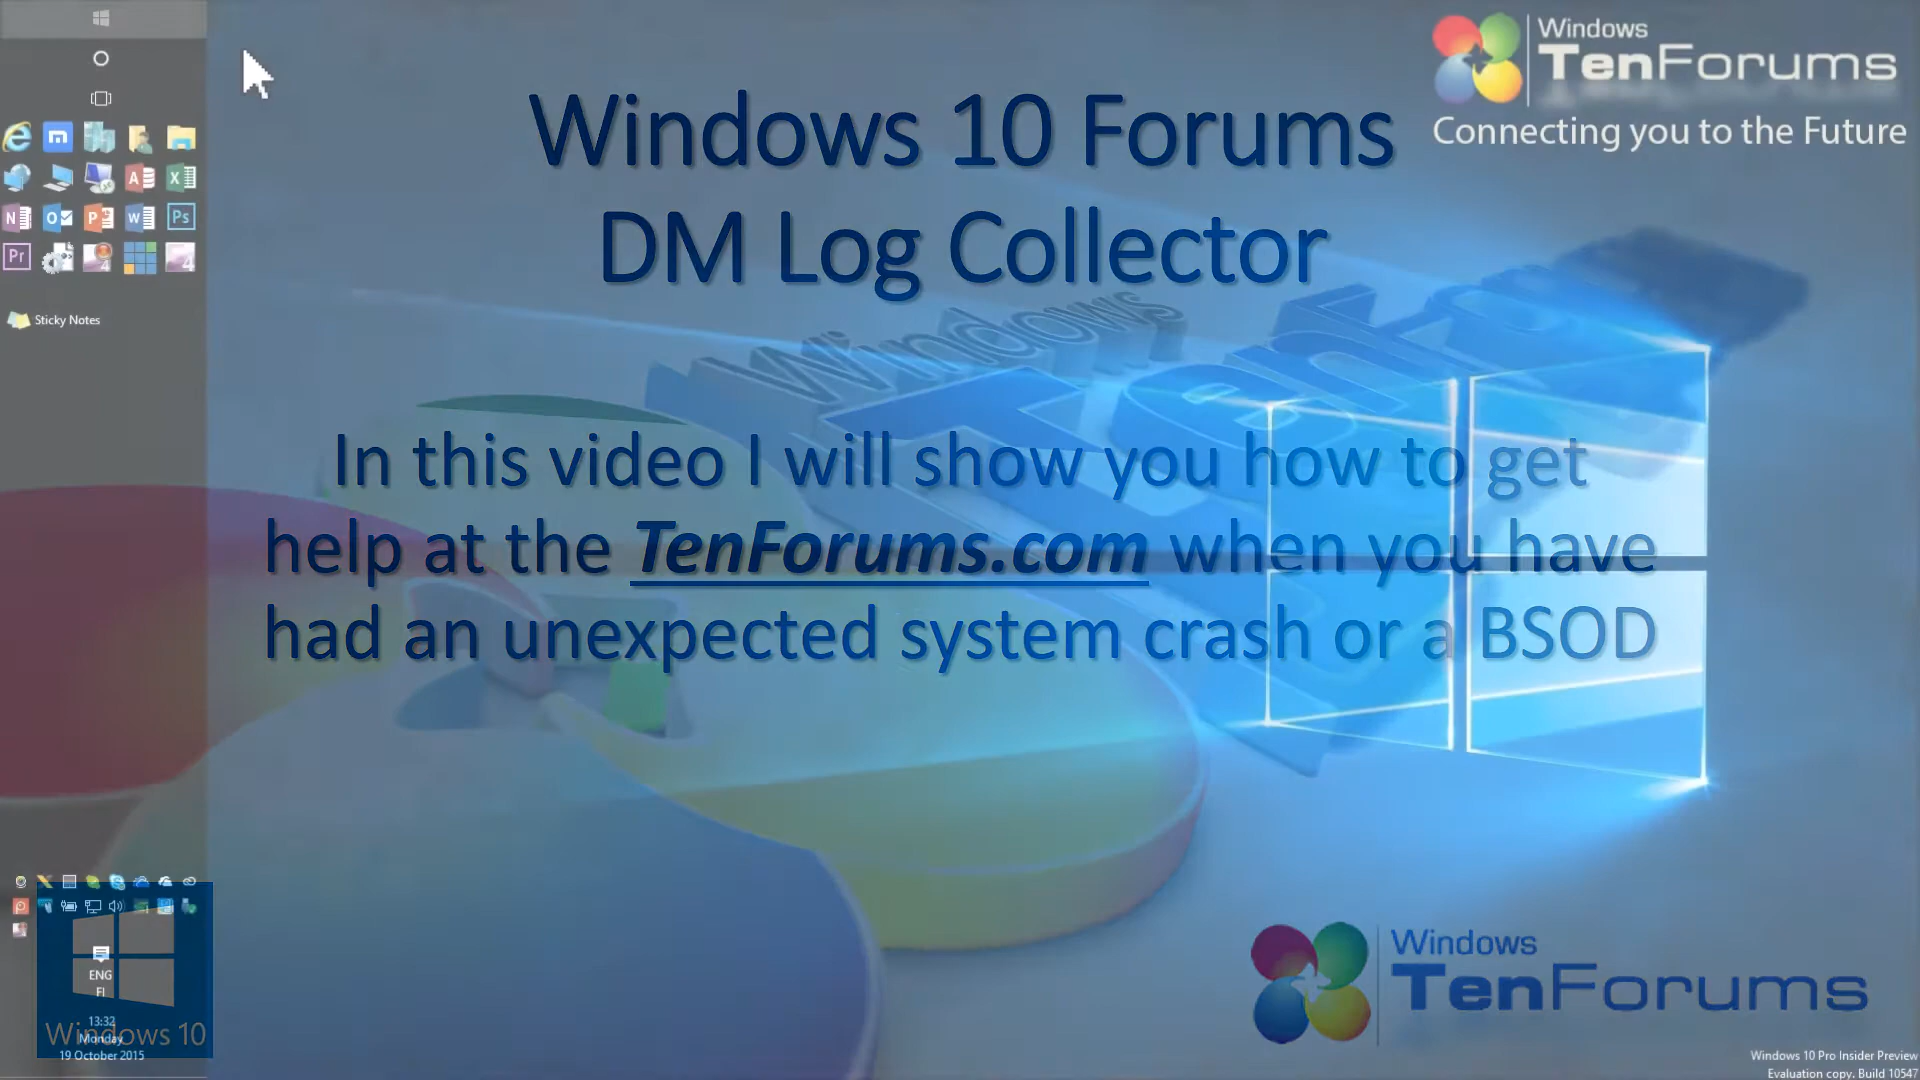 Windows
TenForums
Connecting you to the Future
Windows 10 Forums
DM Log Collector
Sticky Notes
Windows
TenFo
In this video I will show you how to get
help at the TenForums.com when you have
had an unexpected system crash or a BSOD
ENG
FI
13:32
Monday
19 October 2015
Windows 10
Windows
TenForums
Windows 10 Pro Insider Preview
Evaluation copy. Build 10547